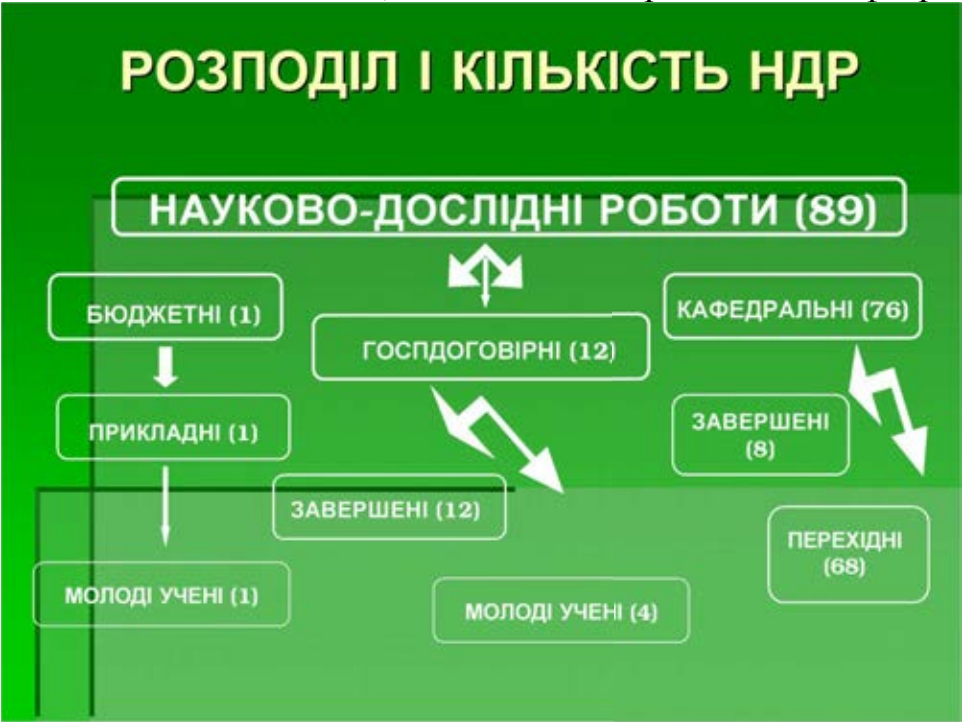 РОЗПОДІЛ І КІЛЬКІСТЬ НДР
НАУКОВО-ДОСЛІДНІ РОБОТИ (89)
БЮДЖЕТНІ (1)
ГОСПДОГОВІРНІ (12)
КАФЕДРАЛЬНІ (76)
ПРИКЛАДНІ (1)
ЗАВЕРШЕНІ
(8)
ЗАВЕРШЕНІ (12)
ПЕРЕХІДНІ
(68)
МОЛОДІ УЧЕНІ (1)
МОЛОДІ УЧЕНІ (4)